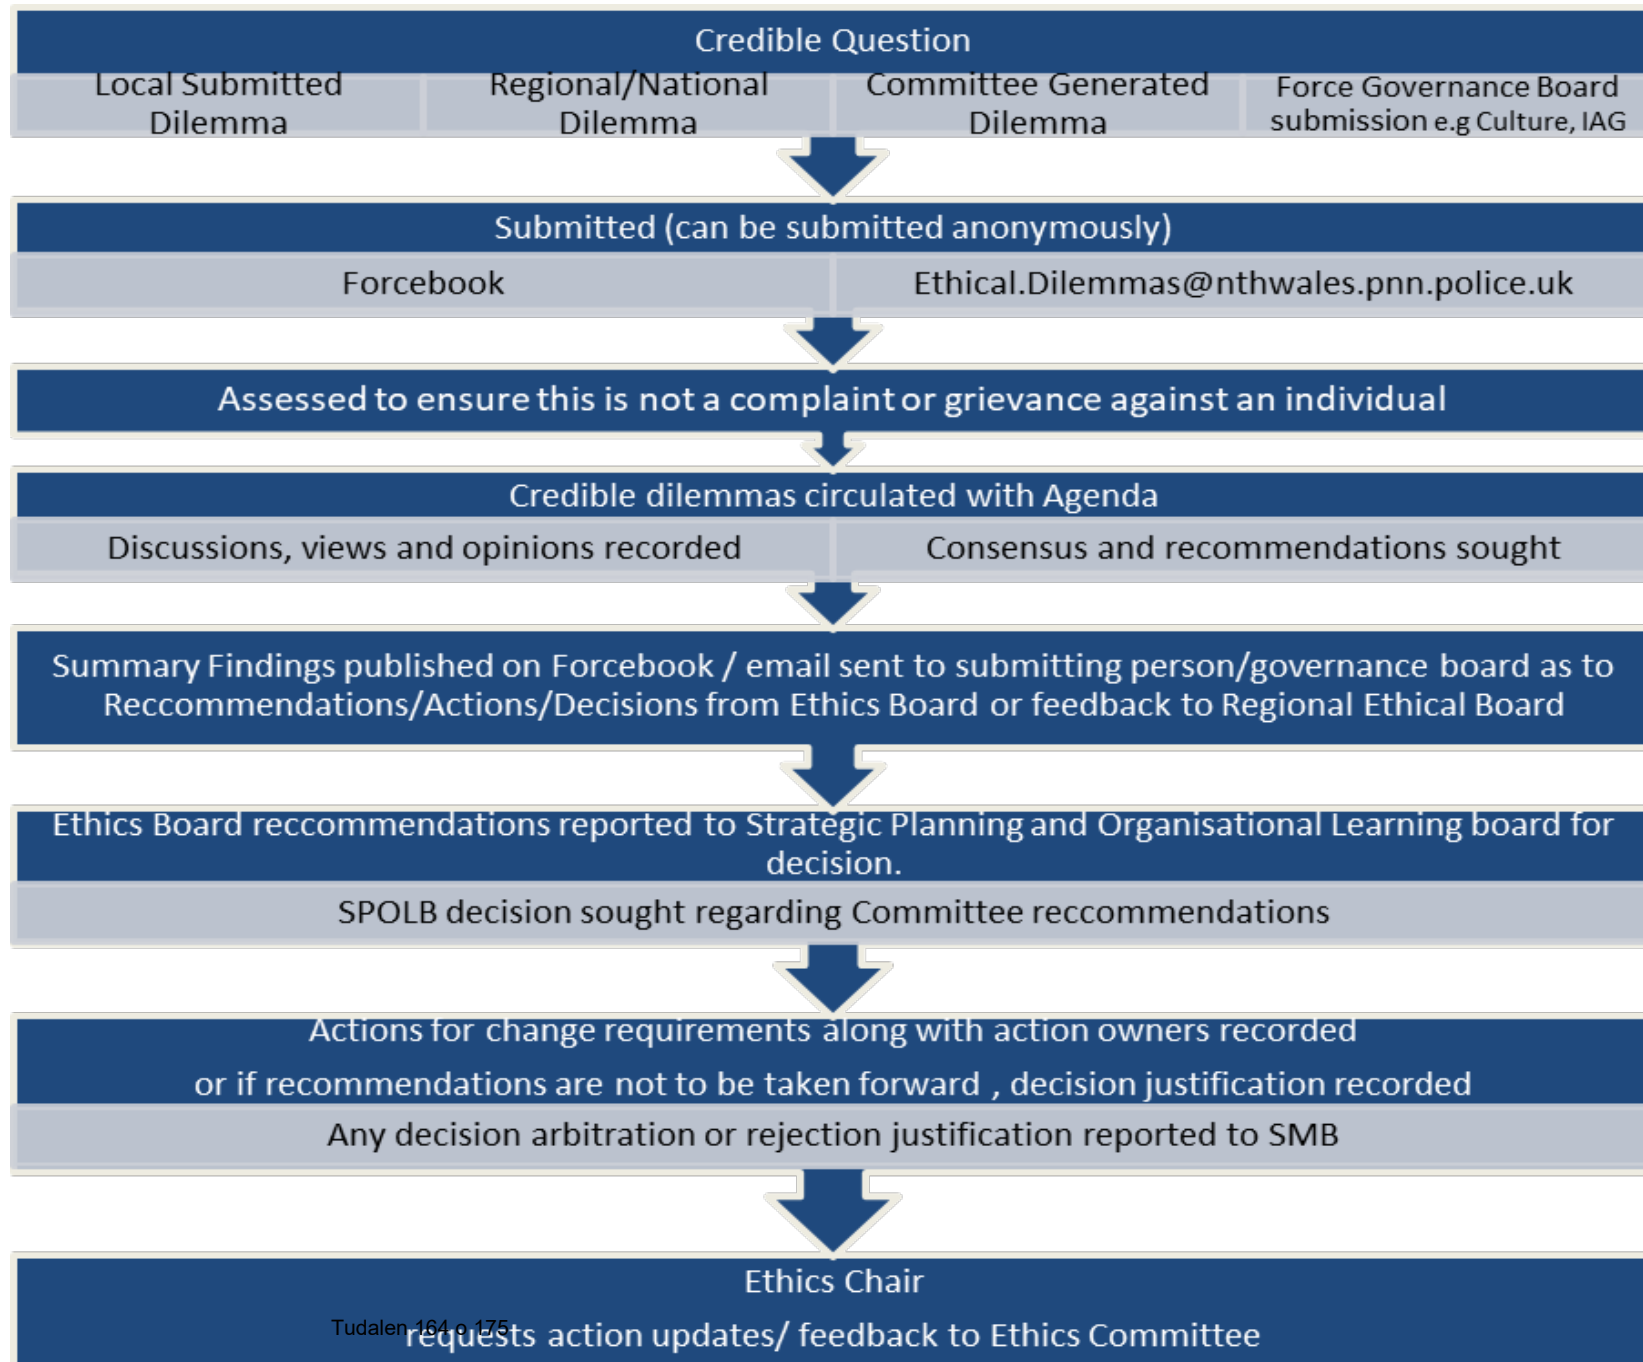 Credible Question
Local Submitted
Dilemma
Regional/National
Dilemma
Committee Generated
Dilemma
Force Governance Board
submission e.g Culture, IAG
Submitted (can be submitted anonymously)
Forcebook
Ethical.Dilemmas@nthwales.pnn.police.uk
Assessed to ensure this is not a complaint or grievance against an individual
Credible dilemmas circulated with Agenda
Discussions, views and opinions recorded
Consensus and recommendations sought
Summary Findings published on Forcebook / email sent to submitting person/governance board as to
Reccommendations/Actions/Decisions from Ethics Board or feedback to Regional Ethical Board
Ethics Board reccommendations reported to Strategic Planning and Organisational Learning board for
decision.
SPOLB decision sought regarding Committee reccommendations
Actions for change requirements along with action owners recorded
or if recommendations are not to be taken forward , decision justification recorded
Any decision arbitration or rejection justification reported to SMB
Ethics Chair
requests action updates/ feedback to Ethics Committee
Tudalen 164 o 175